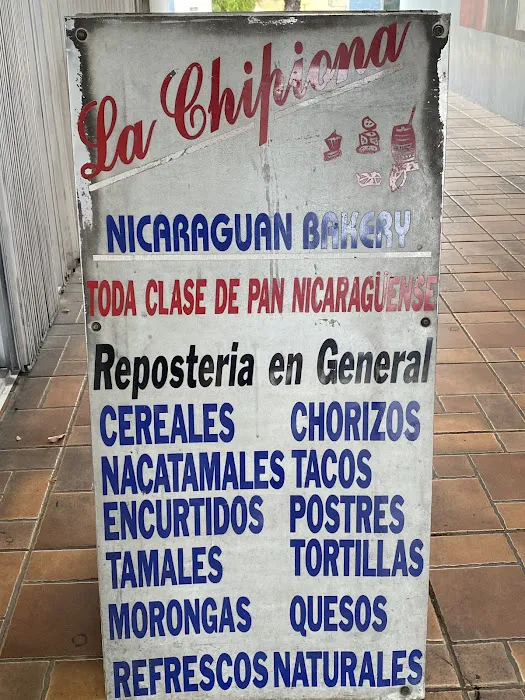 La Chipiona
NICARAGUAN BAKERY
TODA CLASE DE PAN NICARAGÜENSE
Reposteria en General
CEREALES CHORIZOS
NACATAMALES TACOS
ENCURTIDOS POSTRES
TAMALES TORTILLAS
MORONGAS QUESOS
REFRESCOS NATURALES